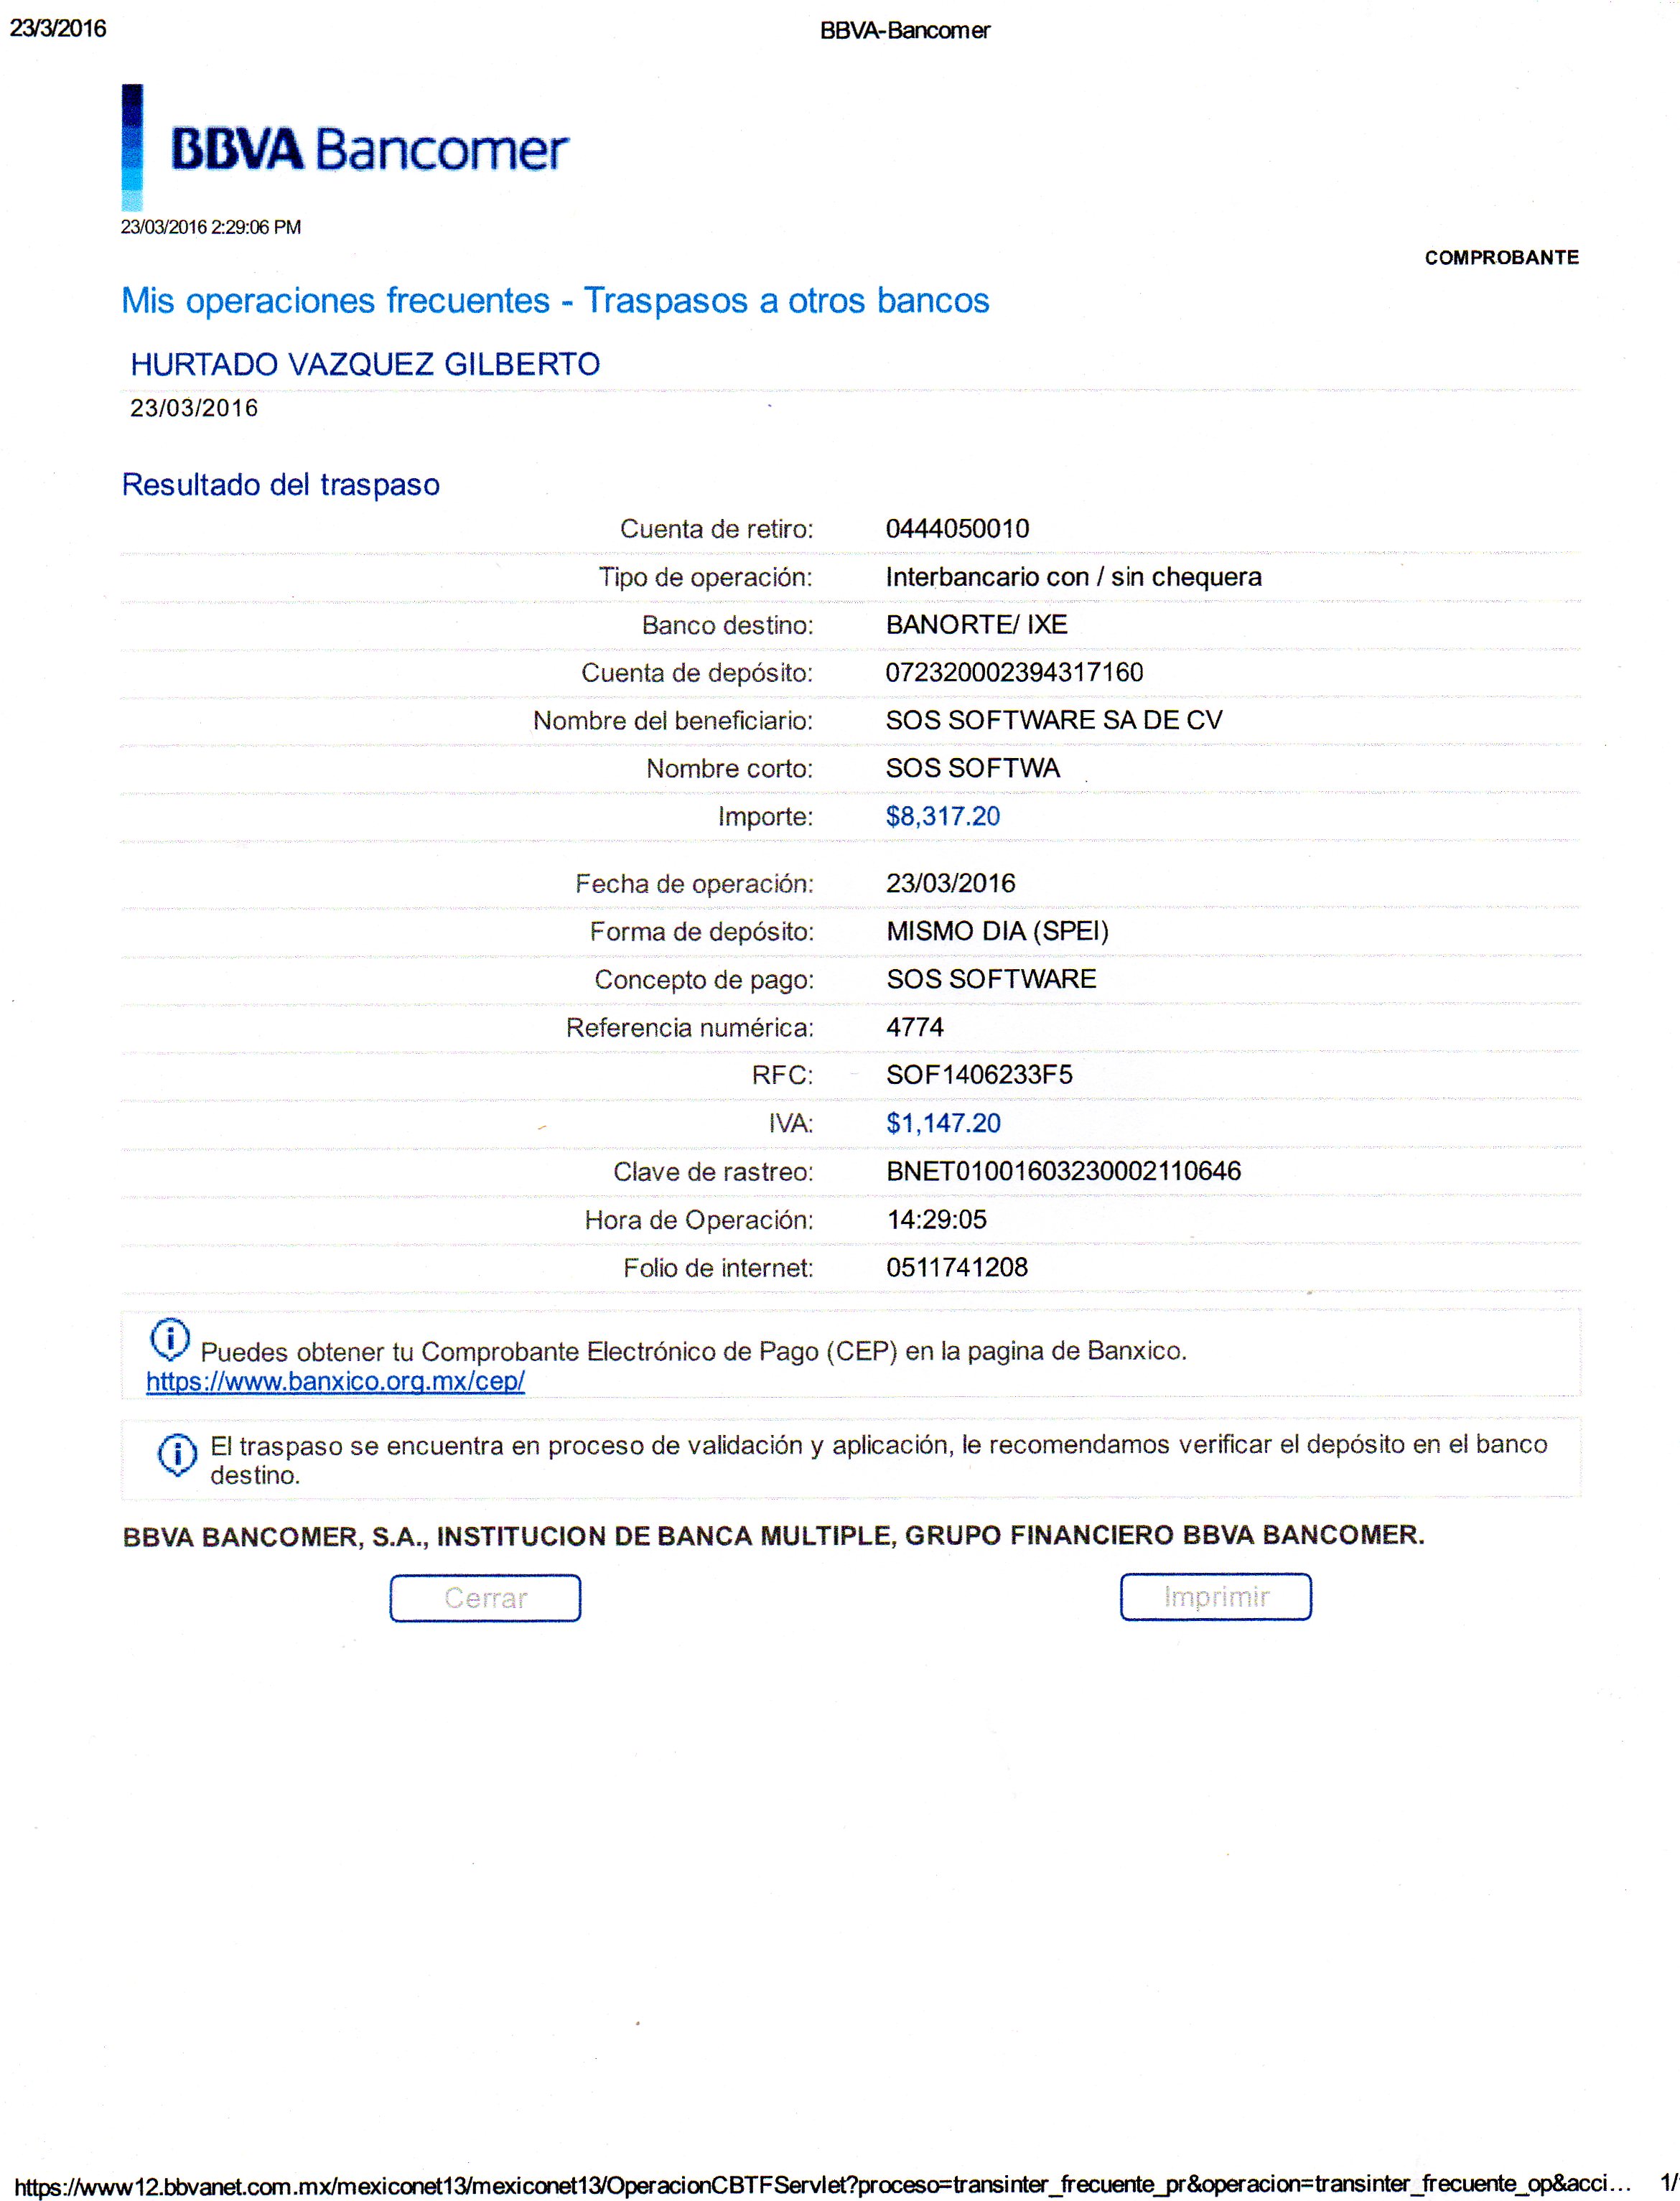 23/3/2016 BBVA-Bancomer
BBVA Bancomer
23/03/2016 2:29:06 PM
COMPROBANTE
Mis operaciones frecuentes - Traspasos a otros bancos
HURTADO VAZQUEZ GILBERTO
23/03/2016
Resultado del traspaso
Cuenta de retiro: 0444050010
Tipo de operación: Interbancario con / sin chequera
Banco destino: BANORTE/ IXE
Cuenta de depósito: 072320002394317160
Nombre del beneficiario: SOS SOFTWARE SA DE CV
Nombre corto: SOS SOFTWA
Importe: $8,317.20
Fecha de operación: 23/03/2016
Forma de depósito: MISMO DIA (SPEI)
Concepto de pago: SOS SOFTWARE
Referencia numérica: 4774
RFC: SOF1406233F5
IVA: $1,147.20
Clave de rastreo: BNET01001603230002110646
Hora de Operación: 14:29:05
Folio de internet: 0511741208
Puedes obtener tu Comprobante Electrónico de Pago (CEP) en la pagina de Banxico.
https://www.banxico.org.mx/cep/
El traspaso se encuentra en proceso de validación y aplicación, le recomendamos verificar el depósito en el banco
destino.
BBVA BANCOMER, S.A., INSTITUCION DE BANCA MULTIPLE, GRUPO FINANCIERO BBVA BANCOMER.
Cerrar Imprimir
https://www12.bbvanet.com.mx/mexiconet13/mexiconet13/OperacionCBTFServlet?proceso=transinter_frecuente_pr&operacion=transinter_frecuente_op&acci... 1/